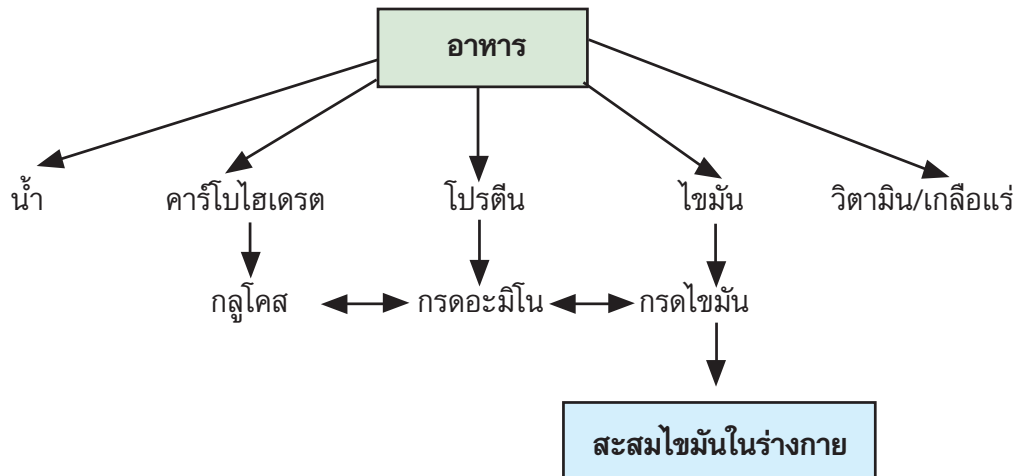 อาหาร
น้ำ คาร์โบไฮเดรต โปรตีน ไขมัน วิตามิน/เกลือแร่
กลูโคส กรดอะมิโน กรดไขมัน
สะสมไขมันในร่างกาย